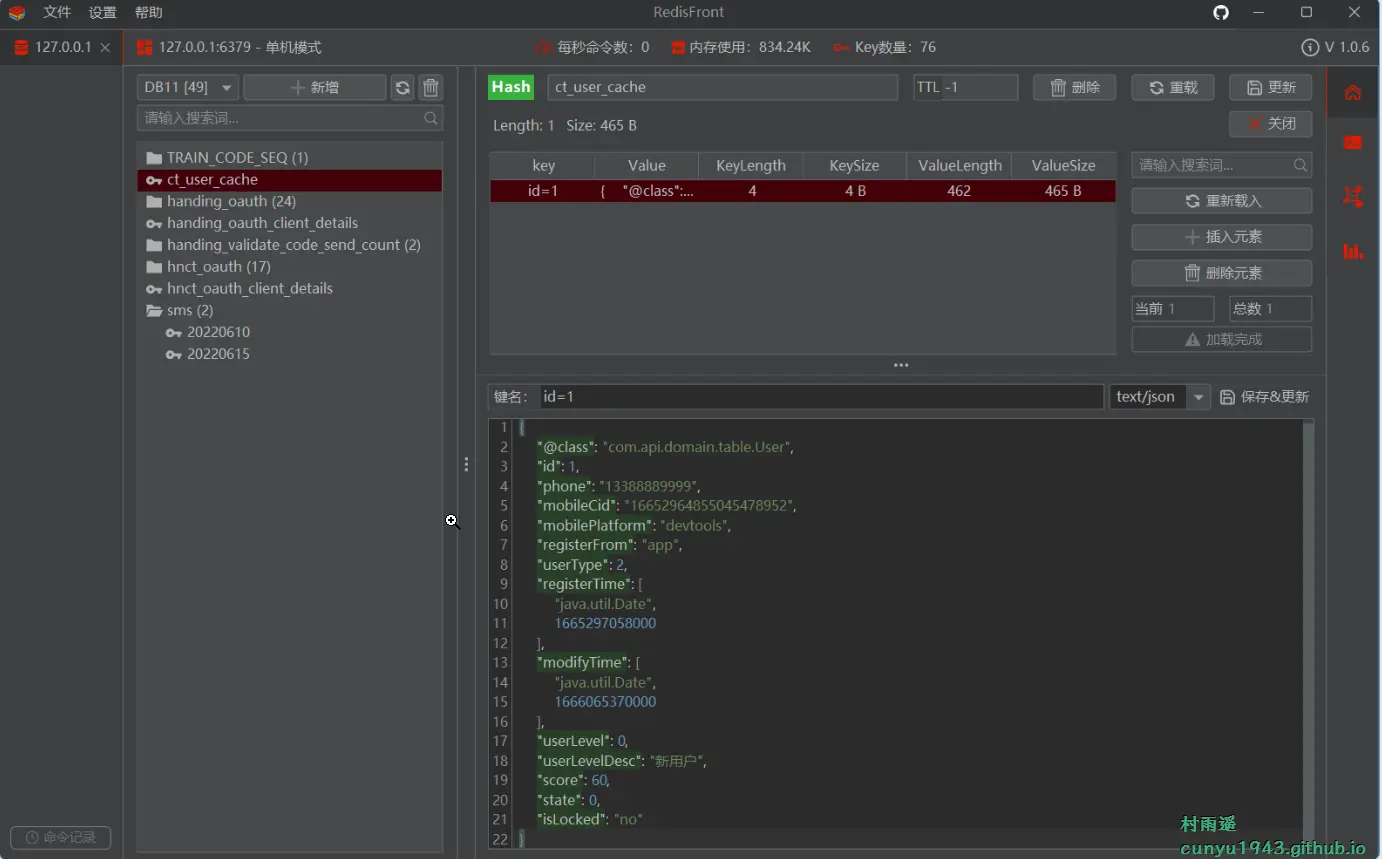 文件 设置 帮助 RedisFront
127.0.0.1 127.0.0.1:6379 - 单机模式 每秒命令数: 0 内存使用: 834.24K Key数量: 76 V 1.0.6
DB11 [49] 新增
请输入搜索词...
TRAIN_CODE_SEQ (1)
ct_user_cache
handing_oauth (24)
handing_oauth_client_details
handing_validate_code_send_count (2)
hnct_oauth (17)
hnct_oauth_client_details
sms (2)
20220610
20220615
命令记录
Hash ct_user_cache TTL -1 删除 重载 更新
Length: 1 Size: 465 B 关闭
key Value KeyLength KeySize ValueLength ValueSize
id=1 { "@class":... 4 4 B 462 465 B
请输入搜索词...
重新载入
插入元素
删除元素
当前 1 总数 1
加载完成
键名: id=1 text/json 保存&更新
1 {
2 "@class": "com.api.domain.table.User",
3 "id": 1,
4 "phone": "13388889999",
5 "mobileCid": "16652964855045478952",
6 "mobilePlatform": "devtools",
7 "registerFrom": "app",
8 "userType": 2,
9 "registerTime": [
10 "java.util.Date",
11 1665297058000
12 ],
13 "modifyTime": [
14 "java.util.Date",
15 1666065370000
16 ],
17 "userLevel": 0,
18 "userLevelDesc": "新用户",
19 "score": 60,
20 "state": 0,
21 "isLocked": "no"
22 }
村雨遥
cunyu1943.github.io